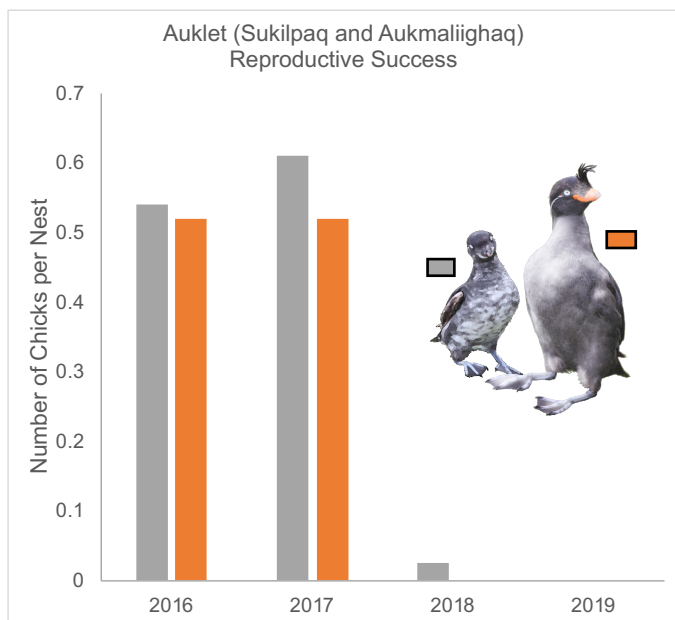 Auklet (Sukilpaq and Aukmaliighaq)
Reproductive Success
Number of Chicks per Nest
0.7
0.6
0.5
0.4
0.3
0.2
0.1
0
2016 2017 2018 2019